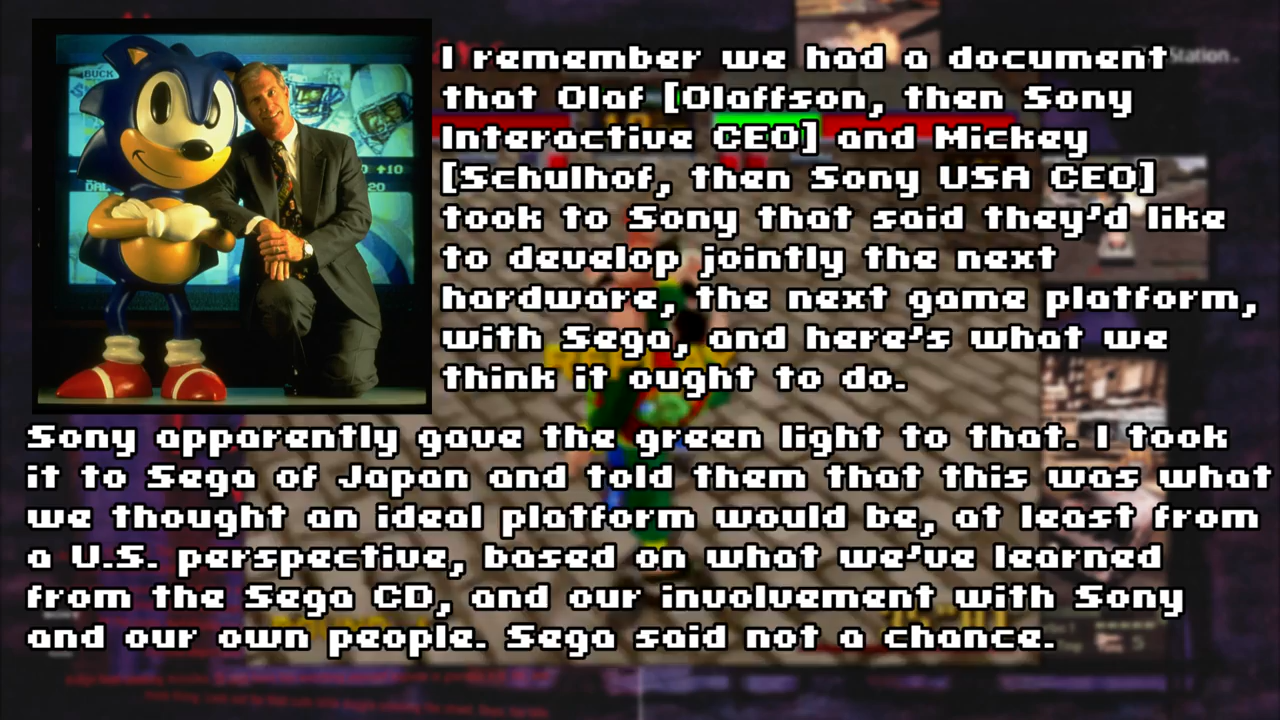 I remember we had a document
that Olaf [Olaffson, then Sony
Interactive CEO] and Mickey
[Schulhof, then Sony USA CEO]
took to Sony that said they'd like
to develop jointly the next
hardware, the next game platform,
with Sega, and here's what we
think it ought to do.
Sony apparently gave the green light to that. I took
it to Sega of Japan and told them that this was what
we thought an ideal platform would be, at least from
a U.S. perspective, based on what we've learned
from the Sega CD, and our involvement with Sony
and our own people. Sega said not a chance.
BUCK
+10
20
Station.
5